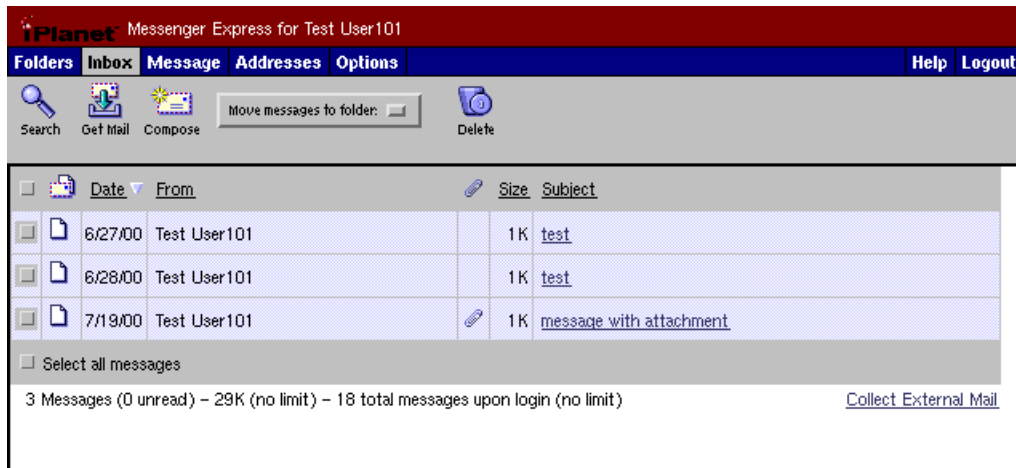 iPlanet Messenger Express for Test User101
Folders Inbox Message Addresses Options Help Logout
Search Get Mail Compose Move messages to folder: Delete
Date From Size Subject
6/27/00 Test User101 1K test
6/28/00 Test User101 1K test
7/19/00 Test User101 1K message with attachment
Select all messages
3 Messages (0 unread) – 29K (no limit) – 18 total messages upon login (no limit) Collect External Mail